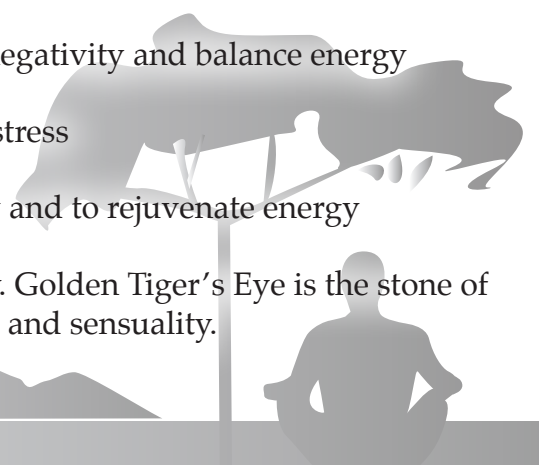 egativity and balance energy
stress
and to rejuvenate energy
. Golden Tiger's Eye is the stone of
and sensuality.